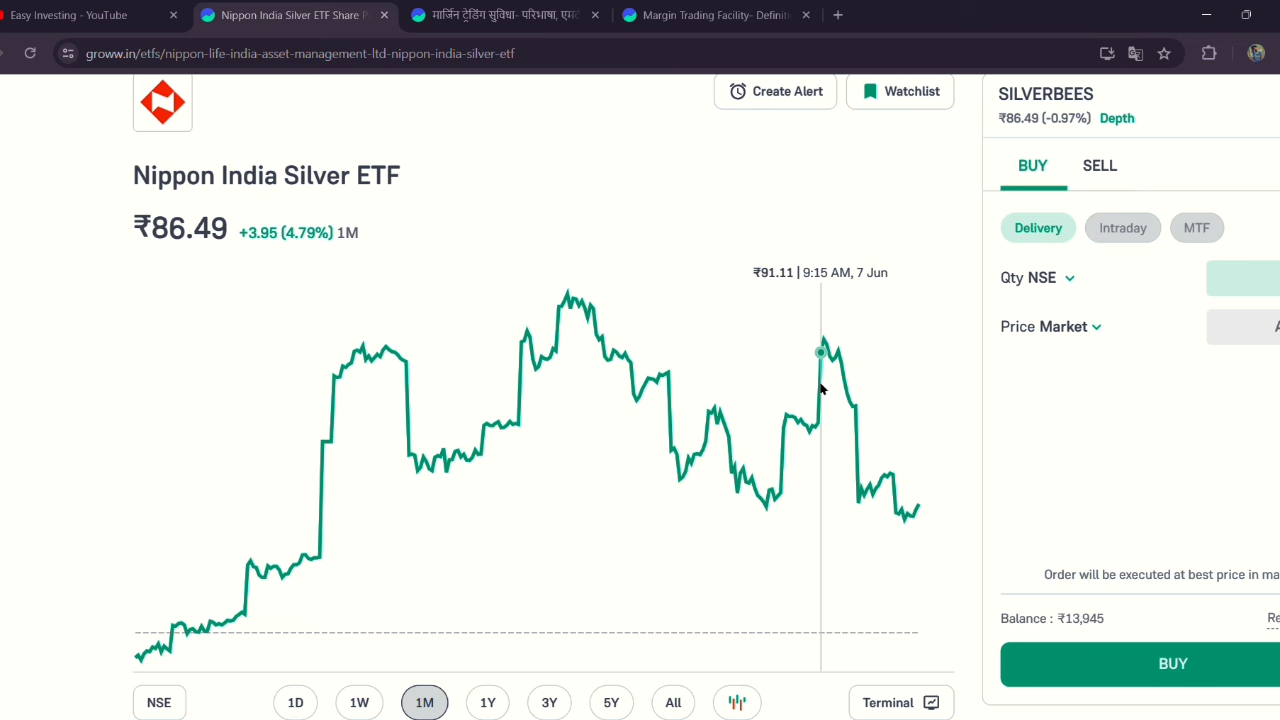 Easy Investing - YouTube
Nippon India Silver ETF Share
मार्जिन ट्रेडिंग सुविधा- परिभाषा,
Margin Trading Facility- Definit
groww.in/etfs/nippon-life-india-asset-management-ltd-nippon-india-silver-etf
Create Alert
Watchlist
SILVERBEES
₹86.49 (-0.97%) Depth
Nippon India Silver ETF
₹86.49 +3.95 (4.79%) 1M
BUY SELL
Delivery Intraday MTF
₹91.11 | 9:15 AM, 7 Jun
Qty NSE
Price Market
Order will be executed at best price in
Balance : ₹13,945
BUY
NSE 1D 1W 1M 1Y 3Y 5Y All Terminal